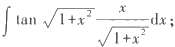 ∫ tan √(1+x²) · x/√(1+x²) dx;